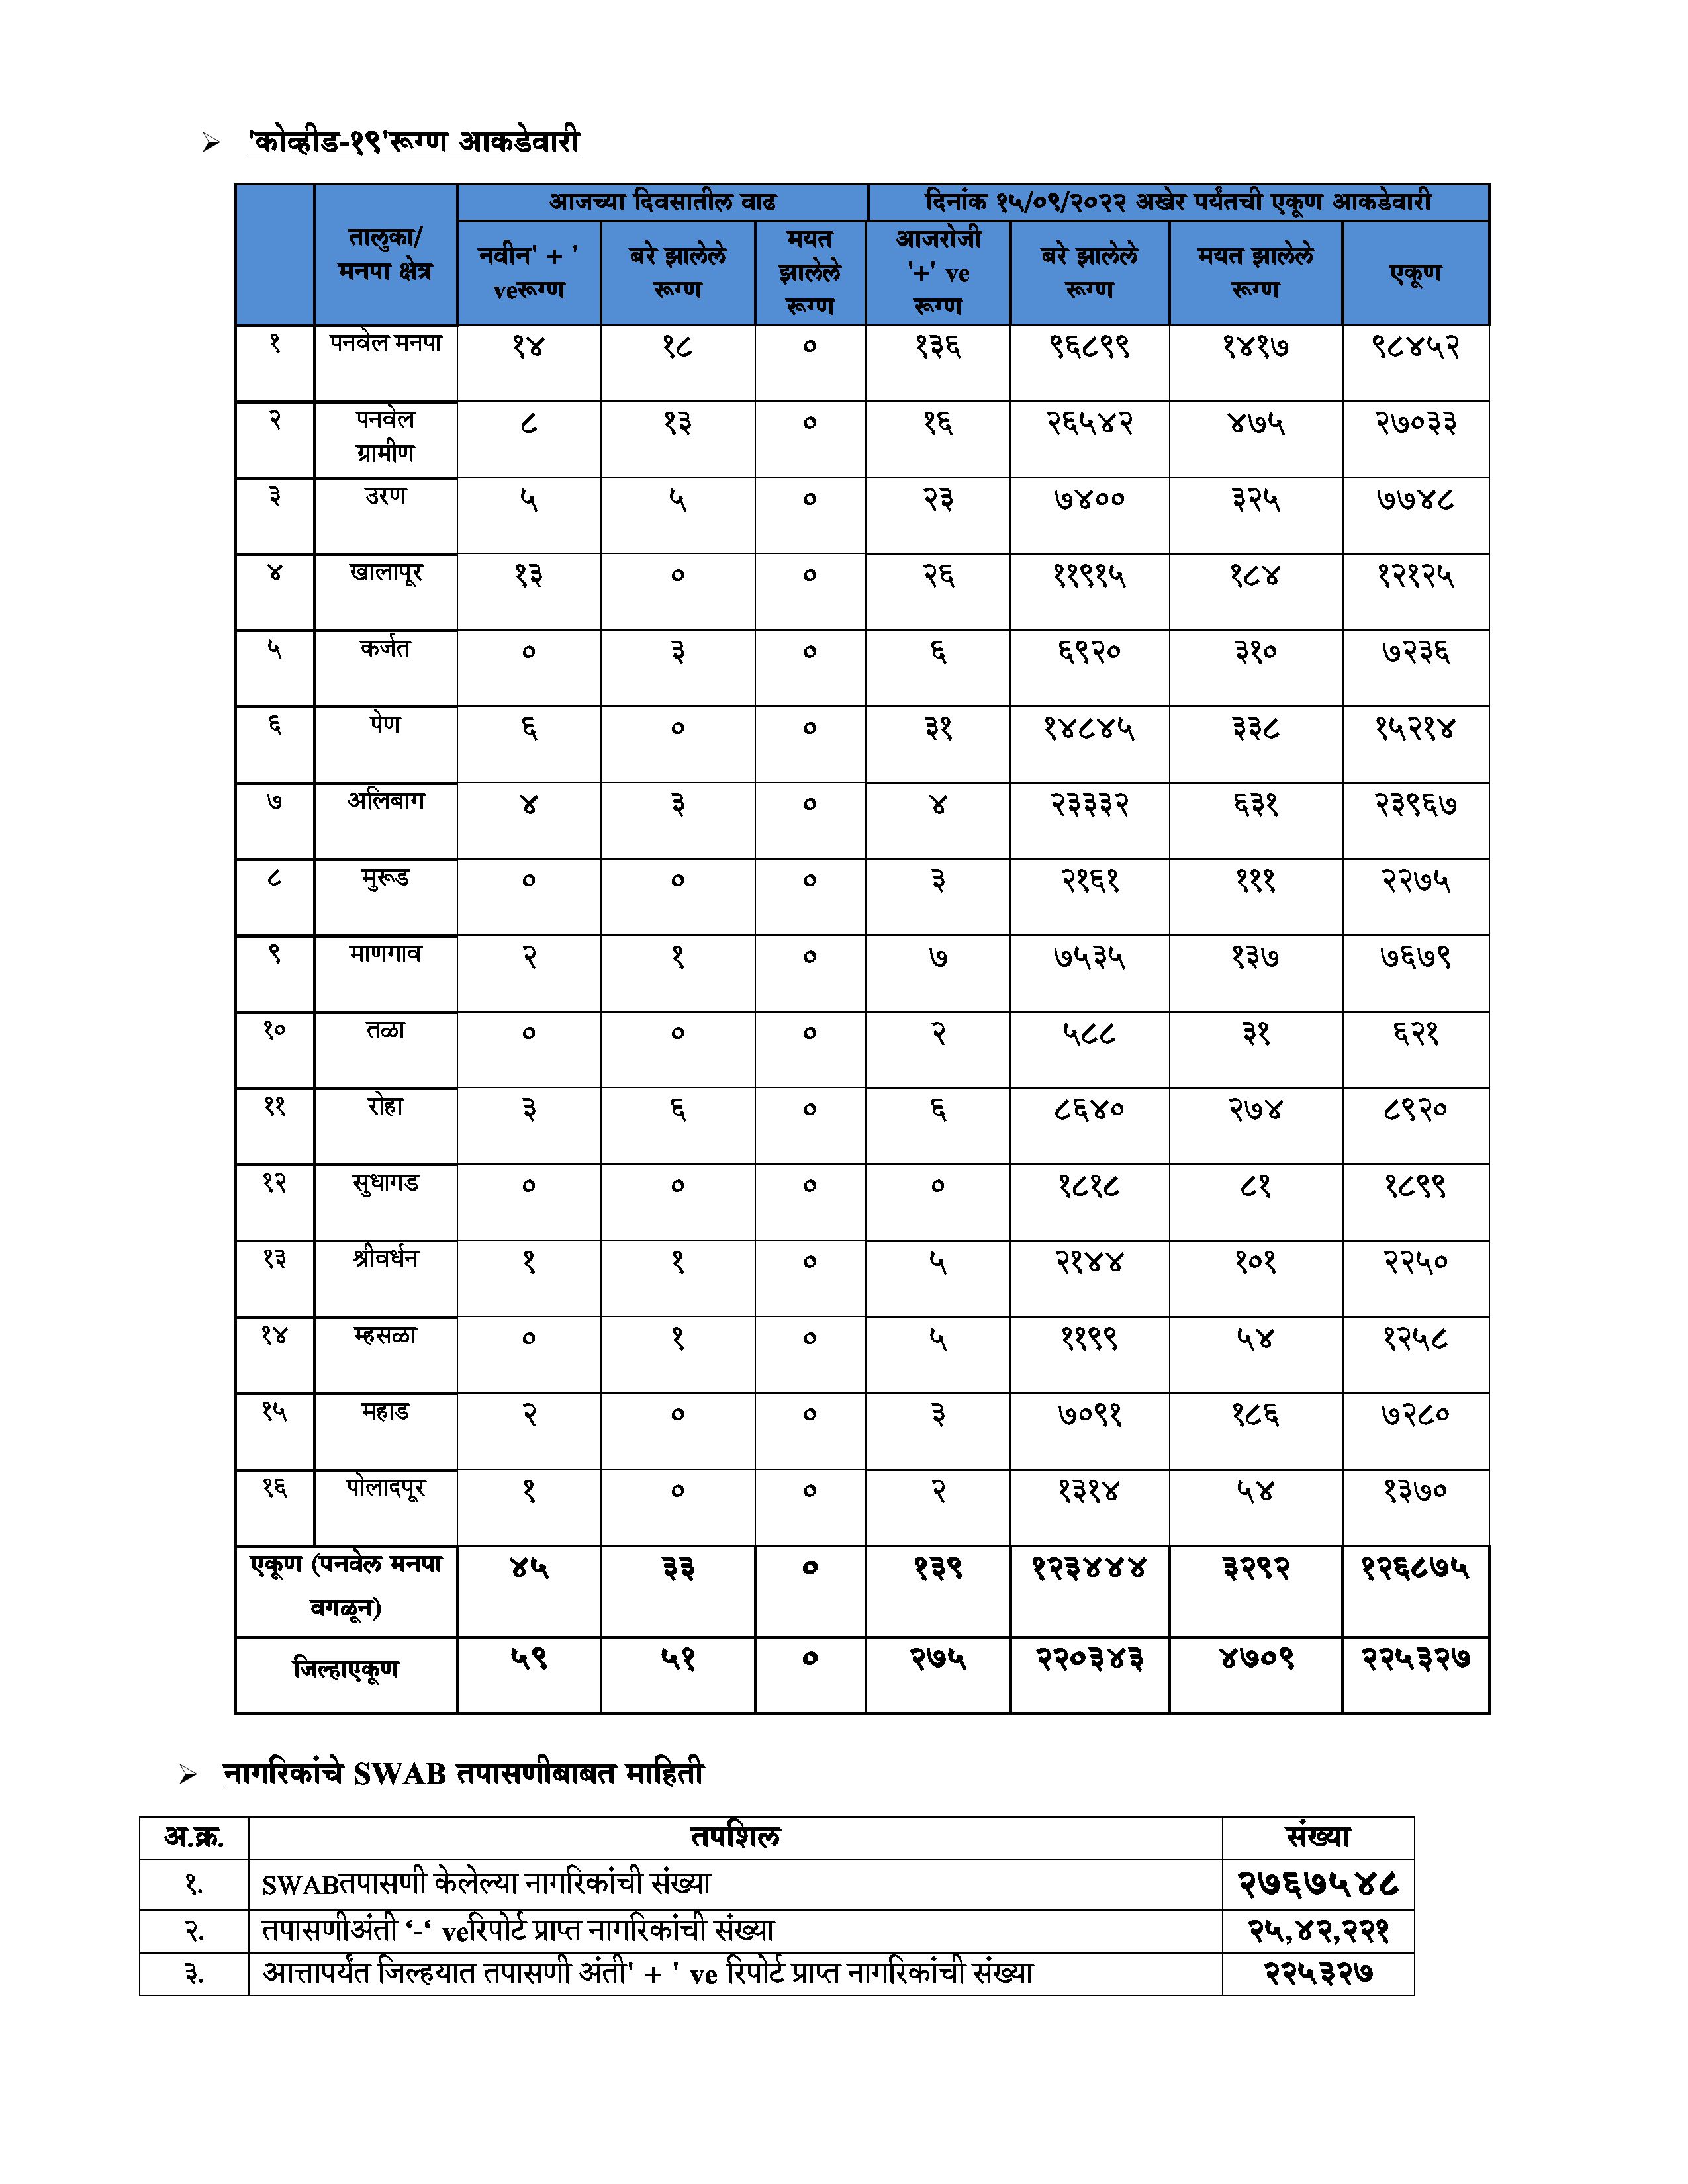 'कोव्हीड-१९'रूग्ण आकडेवारी
तालुका/ मनपा क्षेत्र आजच्या दिवसातील वाढ दिनांक १५/०९/२०२२ अखेर पर्यंतची एकूण आकडेवारी
नवीन' + ' veरूग्ण बरे झालेले रूग्ण मयत झालेले रूग्ण आजरोजी '+' ve रूग्ण बरे झालेले रूग्ण मयत झालेले रूग्ण एकूण
१ पनवेल मनपा १४ १८ ० १३६ ९६८९९ १४१७ ९८४५२
२ पनवेल ग्रामीण ८ १३ ० १६ २६५४२ ४७५ २७०३३
३ उरण ५ ५ ० २३ ७४०० ३२५ ७७४८
४ खालापूर १३ ० ० २६ ११९१५ १८४ १२१२५
५ कर्जत ० ३ ० ६ ६९२० ३१० ७२३६
६ पेण ६ ० ० ३१ १४८४५ ३३८ १५२१४
७ अलिबाग ४ ३ ० ४ २३३३२ ६३१ २३९६७
८ मुरूड ० ० ० ३ २१६१ १११ २२७५
९ माणगाव २ १ ० ७ ७५३५ १३७ ७६७९
१० तळा ० ० ० २ ५८८ ३१ ६२१
११ रोहा ३ ६ ० ६ ८६४० २७४ ८९२०
१२ सुधागड ० ० ० ० १८१८ ८१ १८९९
१३ श्रीवर्धन १ १ ० ५ २१४४ १०१ २२५०
१४ म्हसळा ० १ ० ५ ११९९ ५४ १२५८
१५ महाड २ ० ० ३ ७०९१ १८६ ७२८०
१६ पोलादपूर १ ० ० २ १३१४ ५४ १३७०
एकूण (पनवेल मनपा वगळून) ४५ ३३ ० १३९ १२३४४४ ३२९२ १२६८७५
जिल्हाएकूण ५९ ५१ ० २७५ २२०३४३ ४७०९ २२५३२७
नागरिकांचे SWAB तपासणीबाबत माहिती
अ.क्र. तपशिल संख्या
१. SWABतपासणी केलेल्या नागरिकांची संख्या २७६७५४८
२. तपासणीअंती ‘-‘ veरिपोर्ट प्राप्त नागरिकांची संख्या २५,४२,२२१
३. आत्तापर्यंत जिल्हयात तपासणी अंती' + ' ve रिपोर्ट प्राप्त नागरिकांची संख्या २२५३२७